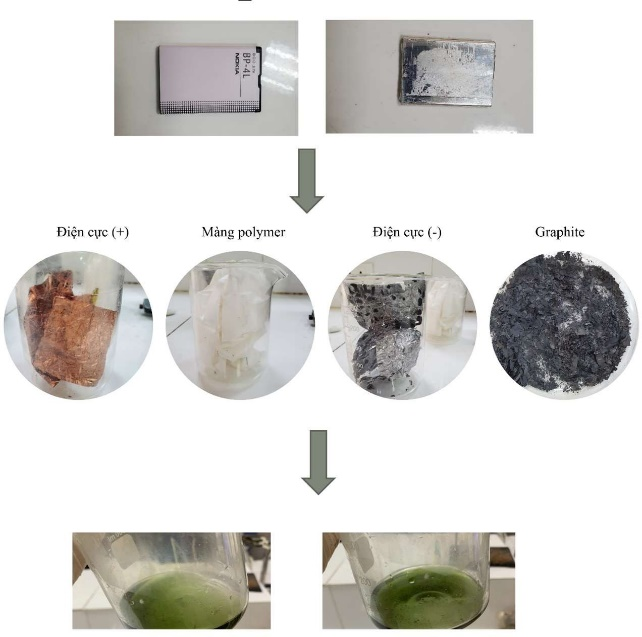 BP-4L
NOKIA
Điện cực (+)
Màng polymer
Điện cực (-)
Graphite